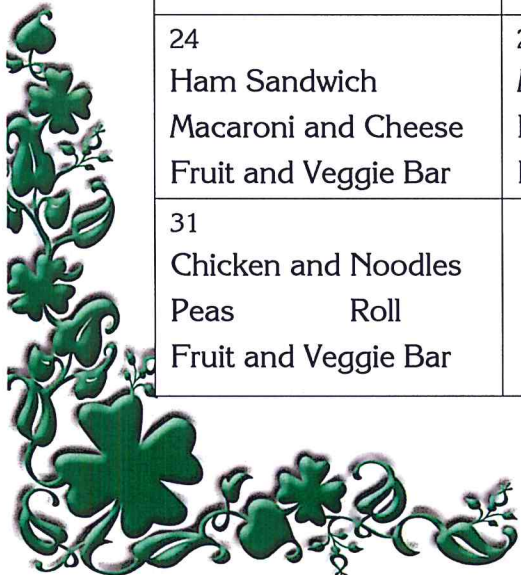 24
Ham Sandwich
Macaroni and Cheese
Fruit and Veggie Bar
31
Chicken and Noodles
Peas Roll
Fruit and Veggie Bar